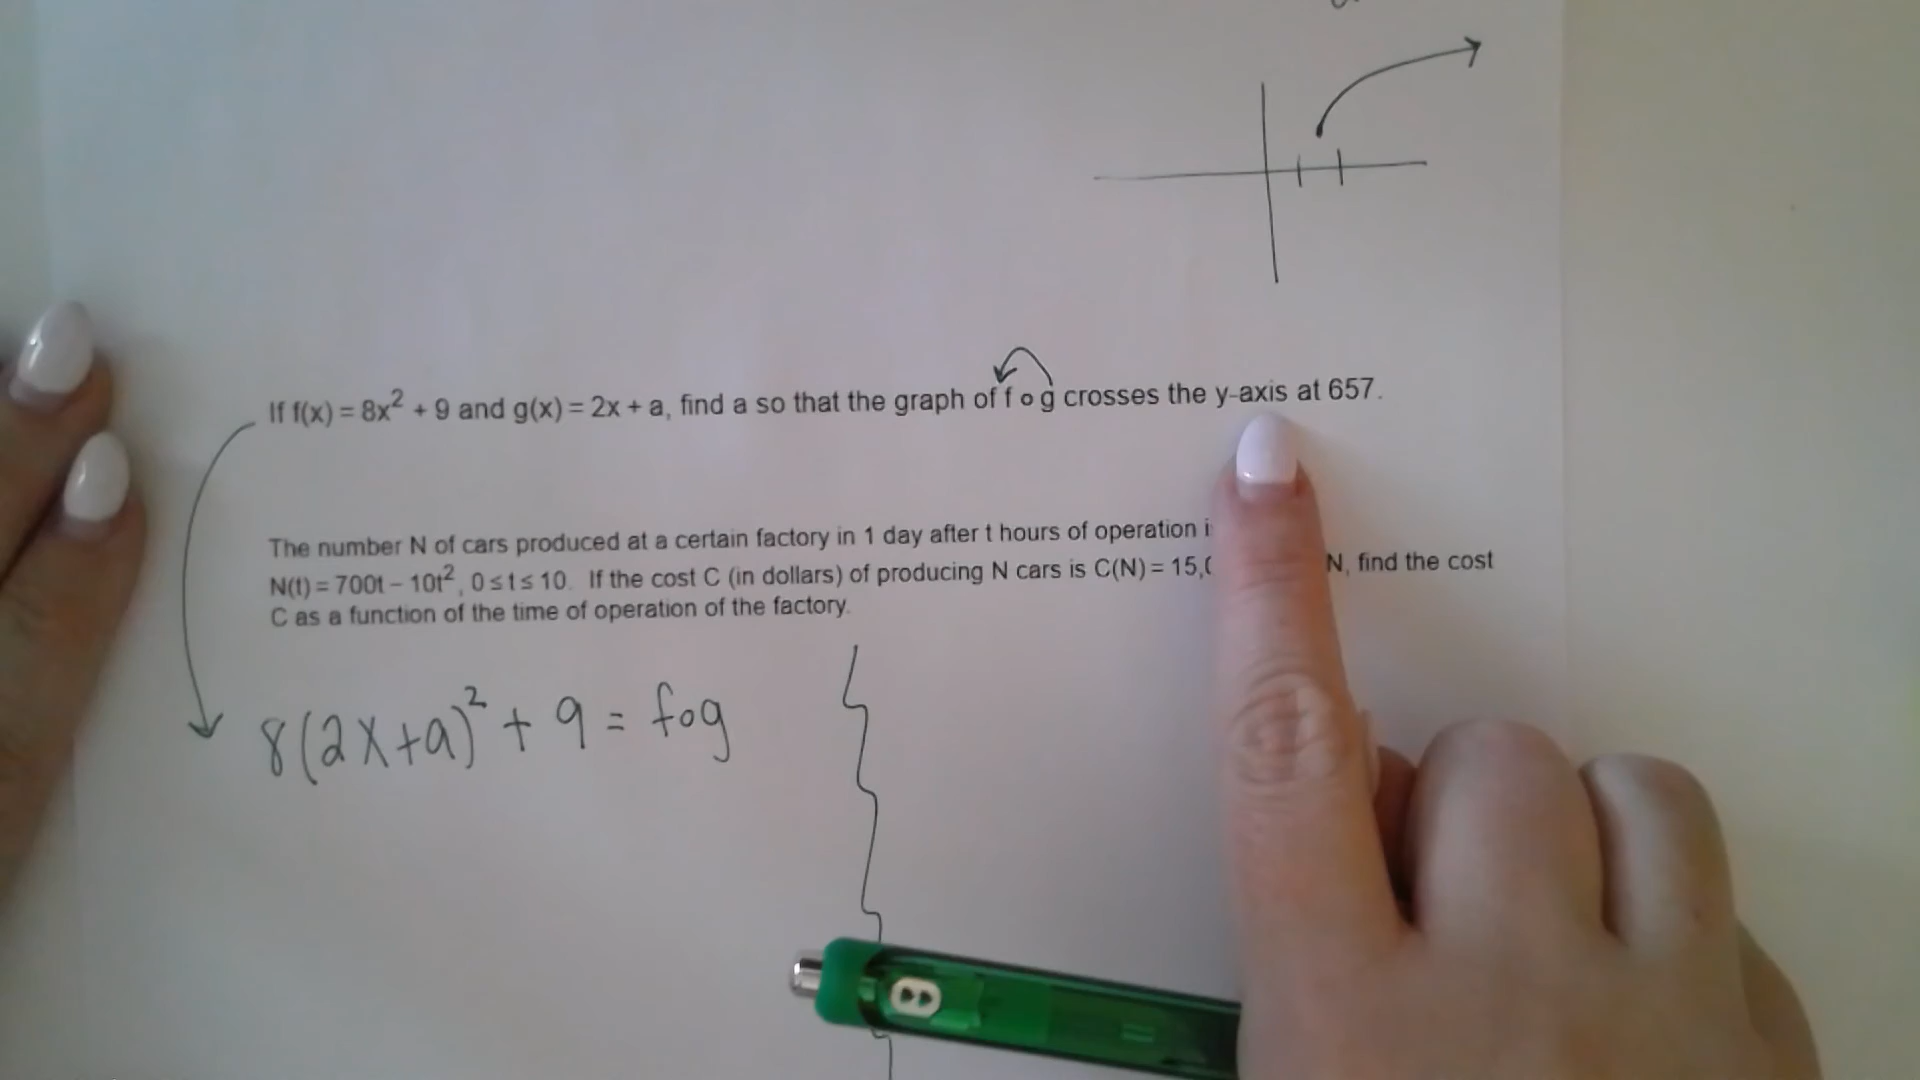 If f(x) = 8x² + 9 and g(x) = 2x + a, find a so that the graph of f o g crosses the y-axis at 657.
The number N of cars produced at a certain factory in 1 day after t hours of operation i
N(t) = 700t – 10t², 0 ≤ t ≤ 10. If the cost C (in dollars) of producing N cars is C(N) = 15, N, find the cost
C as a function of the time of operation of the factory.
8(2x+a)² + 9 = fog